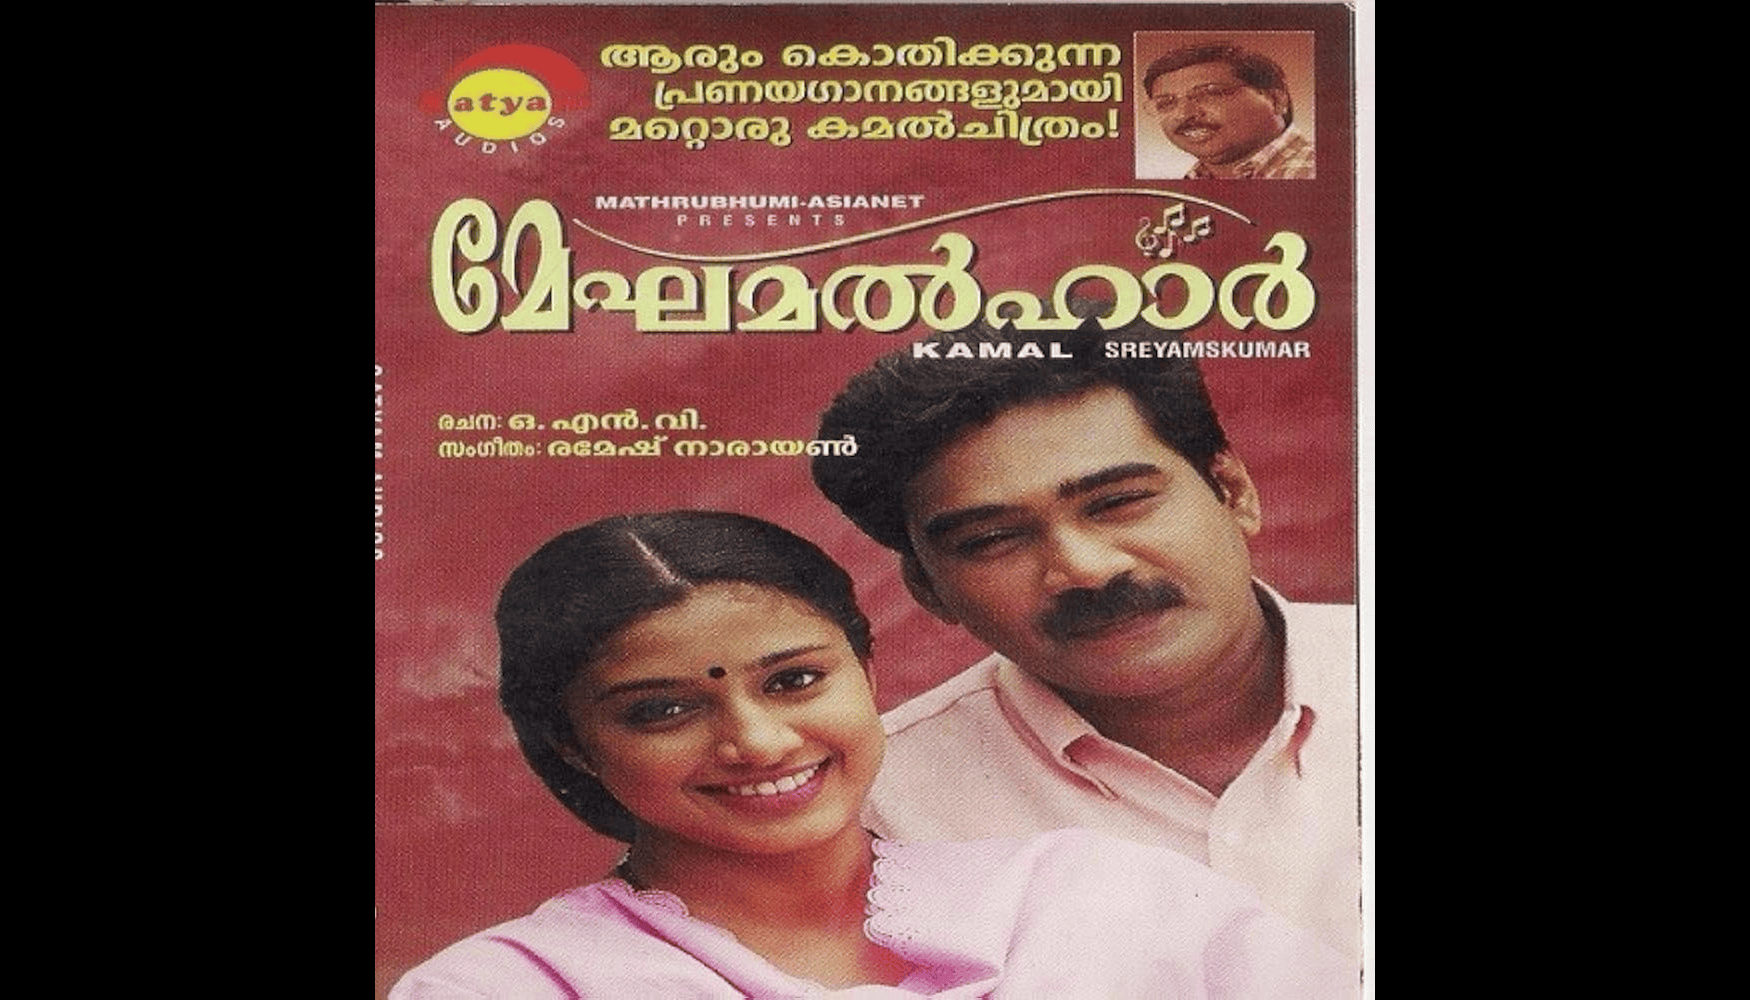 ആരും കൊതിക്കുന്ന
പ്രണയഗാനങ്ങളുമായി
മറ്റൊരു കമൽചിത്രം!
atya
AUDIOS
MATHRUBHUMI-ASIANET
PRESENTS
മേഘമൽഹാർ
KAMAL SREYAMSKUMAR
രചന: ഒ. എൻ. വി.
സംഗീതം: രമേഷ് നാരായൺ